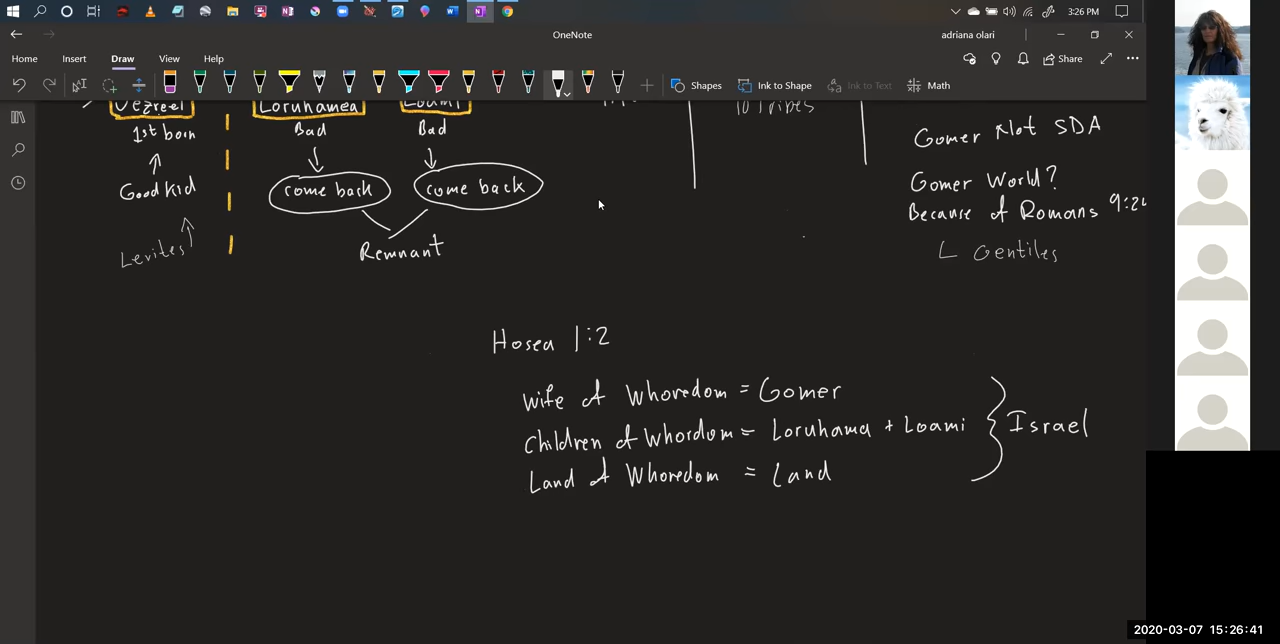 3:26 PM
OneNote
adriana olari
Home Insert Draw View Help
Share
Shapes Ink to Shape Ink to Text Math
Jezreel Loruhamea Loami
10 Tribes
1st born Bad Bad
Gomer Not SDA
Good kid come back come back
Gomer World?
Because of Romans 9:24
Levites Remnant
Gentiles
Hosea 1:2
wife of Whoredom = Gomer
Children of Whordom = Loruhama + Loami
Israel
Land of Whoredom = Land
2020-03-07 15:26:41